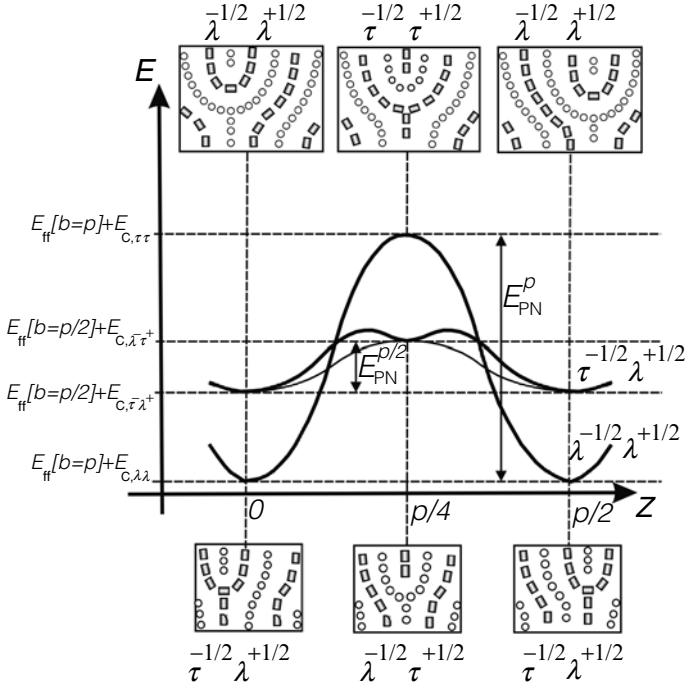 λ⁻¹/² λ⁺¹/² τ⁻¹/² τ⁺¹/² λ⁻¹/² λ⁺¹/²
E
E_ff[b=p]+E_C,ττ
E^p_PN
E_ff[b=p/2]+E_C,λ⁻τ⁺
E^p/2_PN
τ⁻¹/² λ⁺¹/²
E_ff[b=p/2]+E_C,τ⁻λ⁺
λ⁻¹/² λ⁺¹/²
E_ff[b=p]+E_C,λλ
0 p/4 p/2 Z
τ⁻¹/² λ⁺¹/² λ⁻¹/² τ⁺¹/² τ⁻¹/² λ⁺¹/²